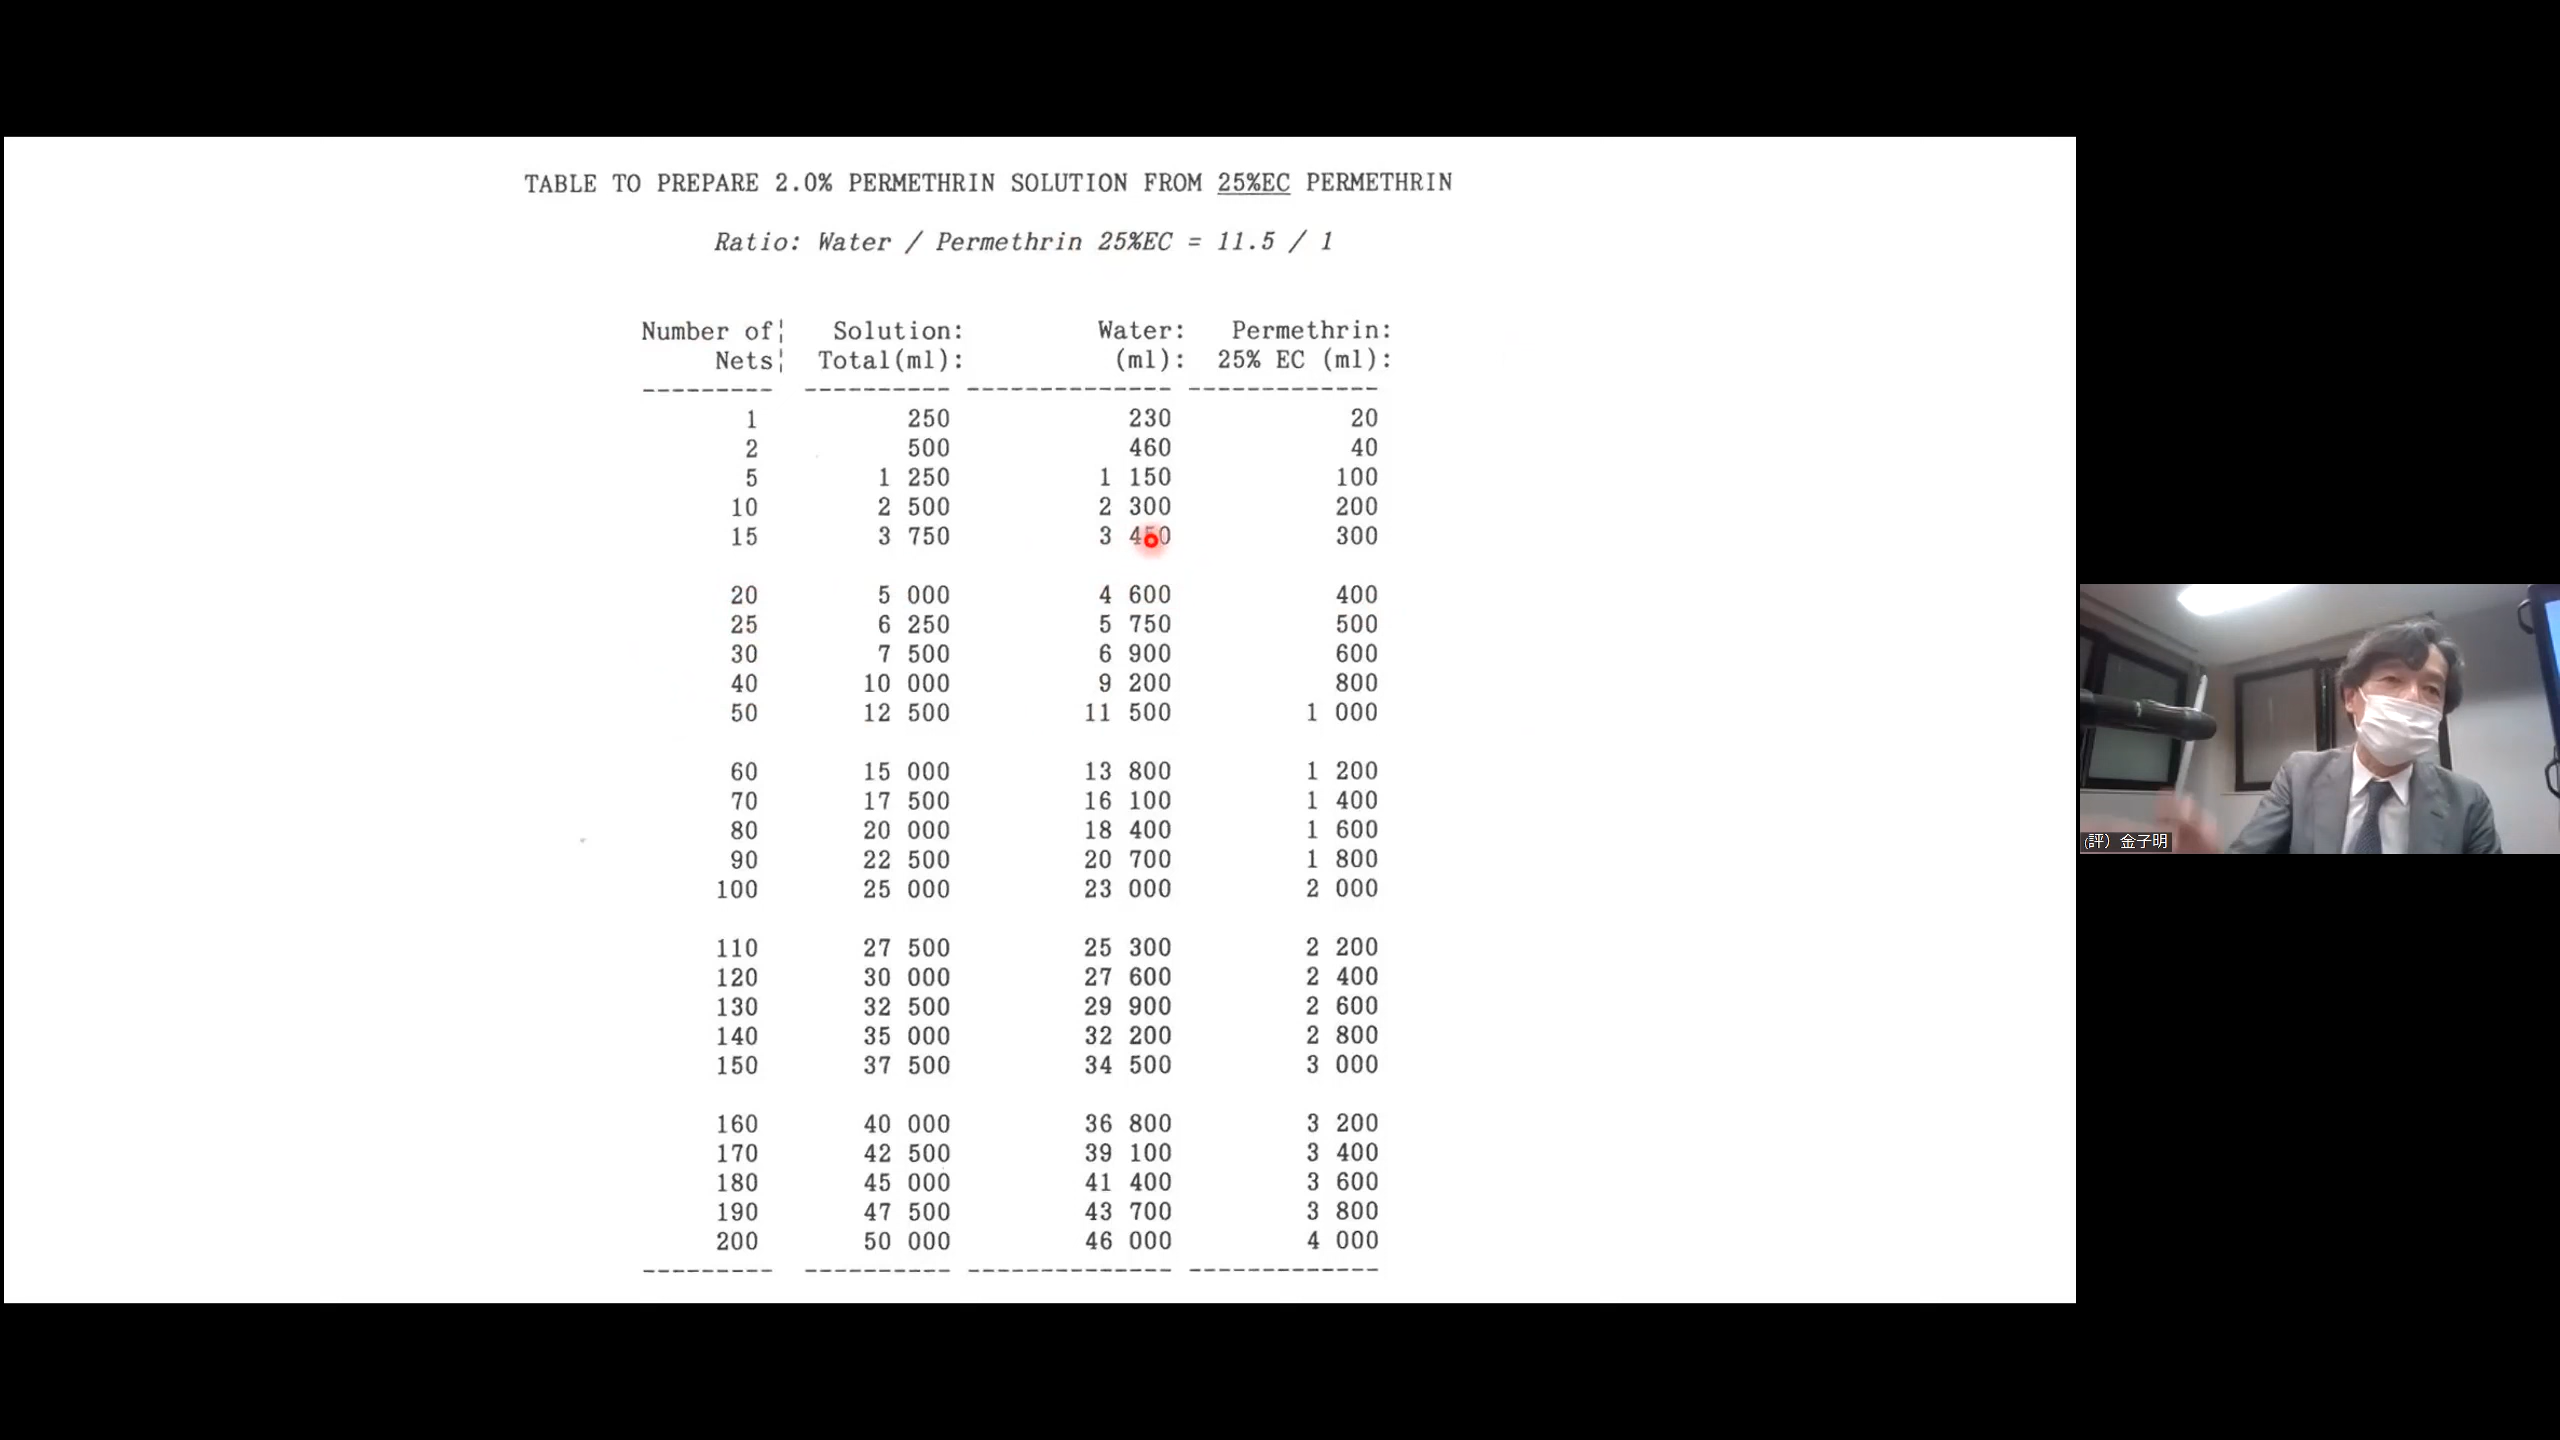 TABLE TO PREPARE 2.0% PERMETHRIN SOLUTION FROM 25%EC PERMETHRIN
Ratio: Water / Permethrin 25%EC = 11.5 / 1
Number of¦ Solution: Water: Permethrin:
Nets¦ Total(ml): (ml): 25% EC (ml):
--------- ---------- -------------- -------------
1 250 230 20
2 500 460 40
5 1 250 1 150 100
10 2 500 2 300 200
15 3 750 3 450 300
20 5 000 4 600 400
25 6 250 5 750 500
30 7 500 6 900 600
40 10 000 9 200 800
50 12 500 11 500 1 000
60 15 000 13 800 1 200
70 17 500 16 100 1 400
80 20 000 18 400 1 600
90 22 500 20 700 1 800
100 25 000 23 000 2 000
110 27 500 25 300 2 200
120 30 000 27 600 2 400
130 32 500 29 900 2 600
140 35 000 32 200 2 800
150 37 500 34 500 3 000
160 40 000 36 800 3 200
170 42 500 39 100 3 400
180 45 000 41 400 3 600
190 47 500 43 700 3 800
200 50 000 46 000 4 000
--------- ---------- -------------- -------------
(評）金子明